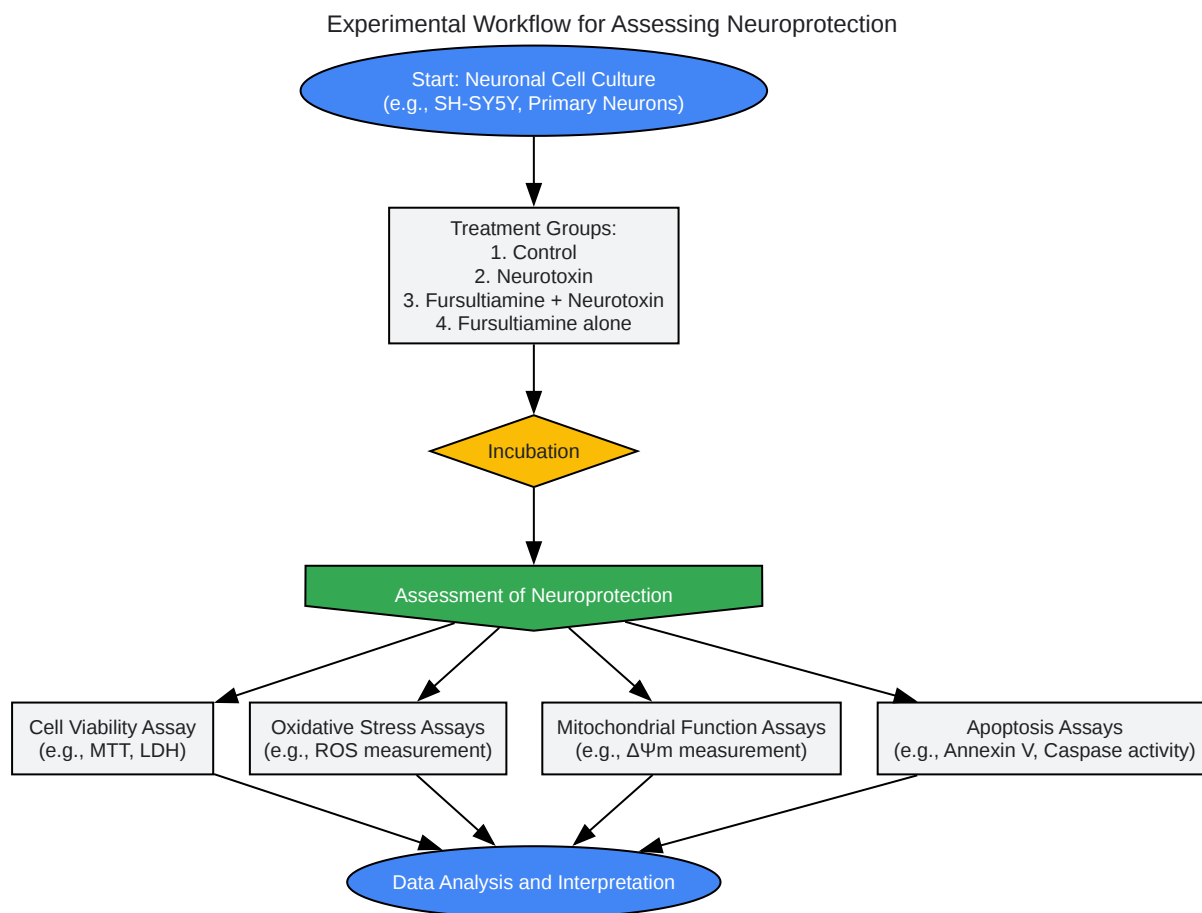 Experimental Workflow for Assessing Neuroprotection
Start: Neuronal Cell Culture
(e.g., SH-SY5Y, Primary Neurons)
Treatment Groups:
1. Control
2. Neurotoxin
3. Fursultiamine + Neurotoxin
4. Fursultiamine alone
Incubation
Assessment of Neuroprotection
Cell Viability Assay
(e.g., MTT, LDH)
Oxidative Stress Assays
(e.g., ROS measurement)
Mitochondrial Function Assays
(e.g., ΔΨm measurement)
Apoptosis Assays
(e.g., Annexin V, Caspase activity)
Data Analysis and Interpretation